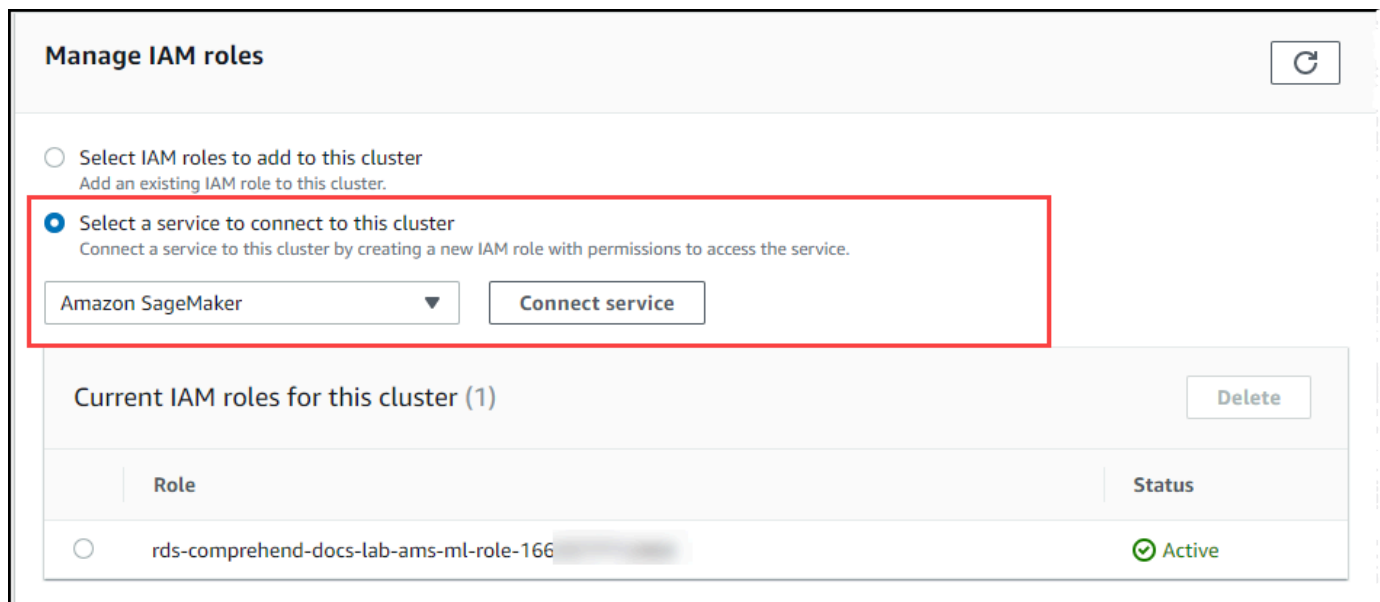 Manage IAM roles
Select IAM roles to add to this cluster
Add an existing IAM role to this cluster.
Select a service to connect to this cluster
Connect a service to this cluster by creating a new IAM role with permissions to access the service.
Amazon SageMaker Connect service
Current IAM roles for this cluster (1) Delete
Role Status
rds-comprehend-docs-lab-ams-ml-role-166 Active